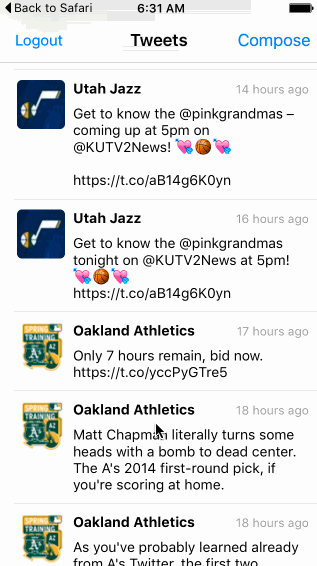 Back to Safari
6:31 AM
Logout
Tweets
Compose
Utah Jazz
14 hours ago
Get to know the @pinkgrandmas –
coming up at 5pm on
@KUTV2News! 💘🏀💘
https://t.co/aB14g6K0yn
Utah Jazz
16 hours ago
Get to know the @pinkgrandmas
tonight on @KUTV2News at 5pm!
💘🏀💘
https://t.co/aB14g6K0yn
SPRING
TRAINING
A's AZ
Oakland Athletics
17 hours ago
Only 7 hours remain, bid now.
https://t.co/yccPyGTre5
SPRING
TRAINING
A's AZ
Oakland Athletics
18 hours ago
Matt Chapman literally turns some
heads with a bomb to dead center.
The A's 2014 first-round pick, if
you're scoring at home.
SPRING
TRAINING
A's AZ
Oakland Athletics
18 hours ago
As you've probably learned already
from A's Twitter, the first two